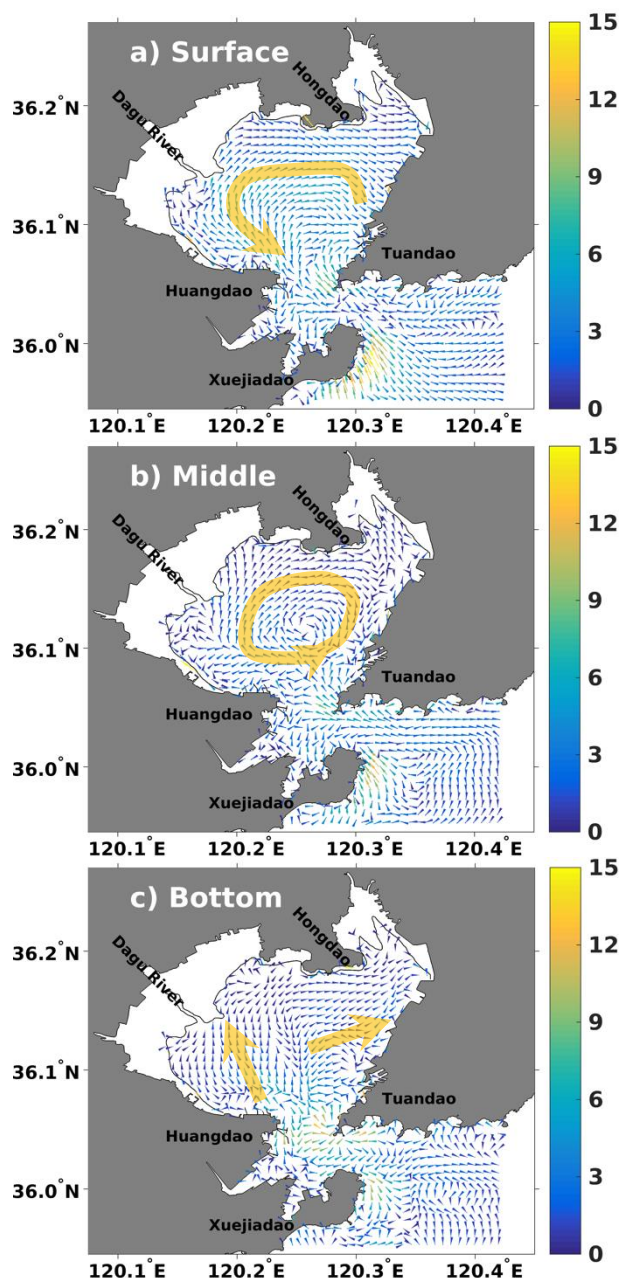 a) Surface
Hongdao
Dagu River
Tuandao
Huangdao
Xuejiadao
36.2°N
36.1°N
36.0°N
120.1°E 120.2°E 120.3°E 120.4°E
15
12
9
6
3
0
b) Middle
Hongdao
Dagu River
Tuandao
Huangdao
Xuejiadao
36.2°N
36.1°N
36.0°N
120.1°E 120.2°E 120.3°E 120.4°E
15
12
9
6
3
0
c) Bottom
Hongdao
Dagu River
Tuandao
Huangdao
Xuejiadao
36.2°N
36.1°N
36.0°N
120.1°E 120.2°E 120.3°E 120.4°E
15
12
9
6
3
0